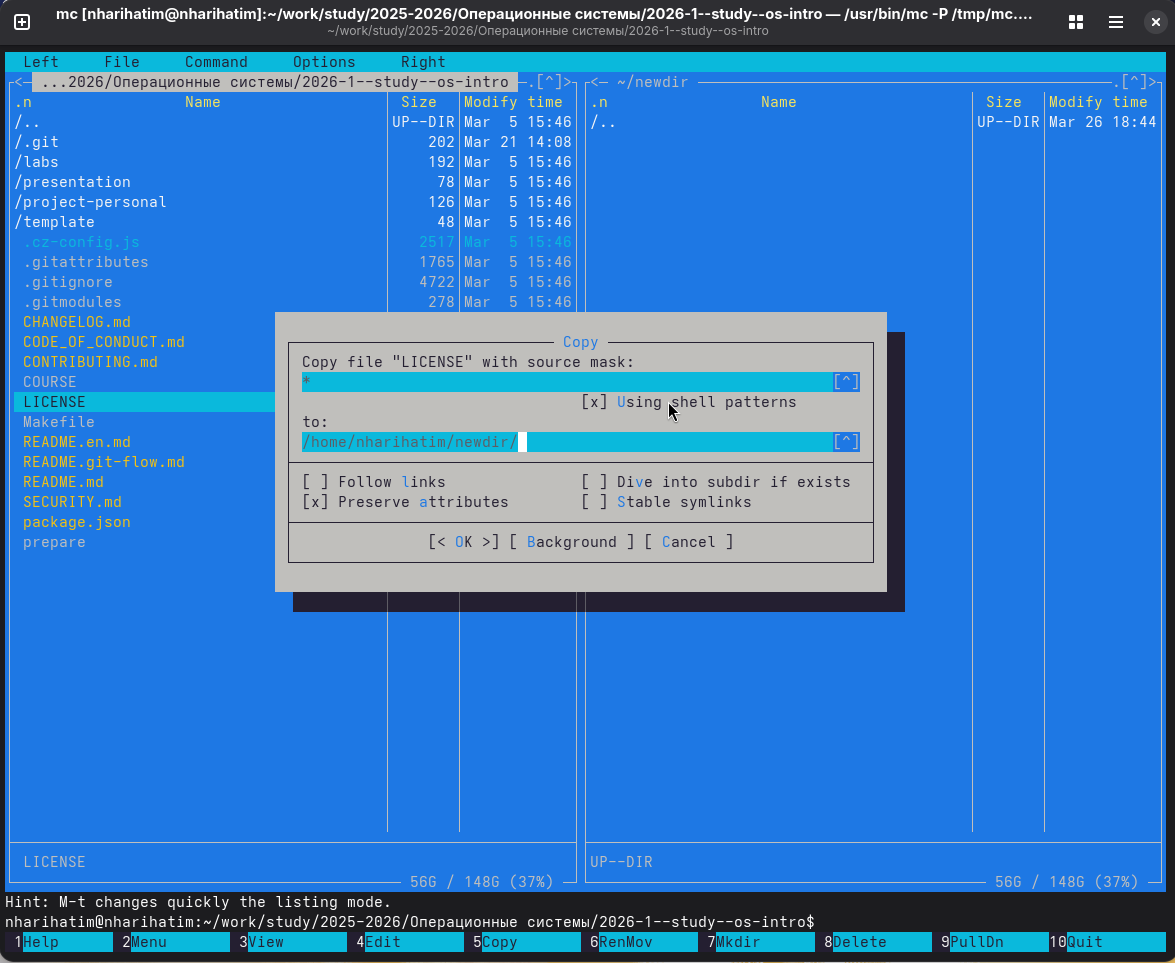 mc [nharihatim@nharihatim]:~/work/study/2025-2026/Операционные системы/2026-1--study--os-intro — /usr/bin/mc -P /tmp/mc....
~/work/study/2025-2026/Операционные системы/2026-1--study--os-intro
Left File Command Options Right
<— ...2026/Операционные системы/2026-1--study--os-intro —.[^]> <— ~/newdir .[^]>
.n Name Size Modify time .n Name Size Modify time
/.. UP--DIR Mar 5 15:46 /.. UP--DIR Mar 26 18:44
/.git 202 Mar 21 14:08
/labs 192 Mar 5 15:46
/presentation 78 Mar 5 15:46
/project-personal 126 Mar 5 15:46
/template 48 Mar 5 15:46
.cz-config.js 2517 Mar 5 15:46
.gitattributes 1765 Mar 5 15:46
.gitignore 4722 Mar 5 15:46
.gitmodules 278 Mar 5 15:46
CHANGELOG.md
CODE_OF_CONDUCT.md
CONTRIBUTING.md
COURSE
LICENSE
Makefile
README.en.md
README.git-flow.md
README.md
SECURITY.md
package.json
prepare
Copy
Copy file "LICENSE" with source mask:
* [^]
[x] Using shell patterns
to:
/home/nharihatim/newdir/ [^]
[ ] Follow links [ ] Dive into subdir if exists
[x] Preserve attributes [ ] Stable symlinks
[< OK >] [ Background ] [ Cancel ]
LICENSE UP--DIR
56G / 148G (37%) 56G / 148G (37%)
Hint: M-t changes quickly the listing mode.
nharihatim@nharihatim:~/work/study/2025-2026/Операционные системы/2026-1--study--os-intro$
1Help 2Menu 3View 4Edit 5Copy 6RenMov 7Mkdir 8Delete 9PullDn 10Quit